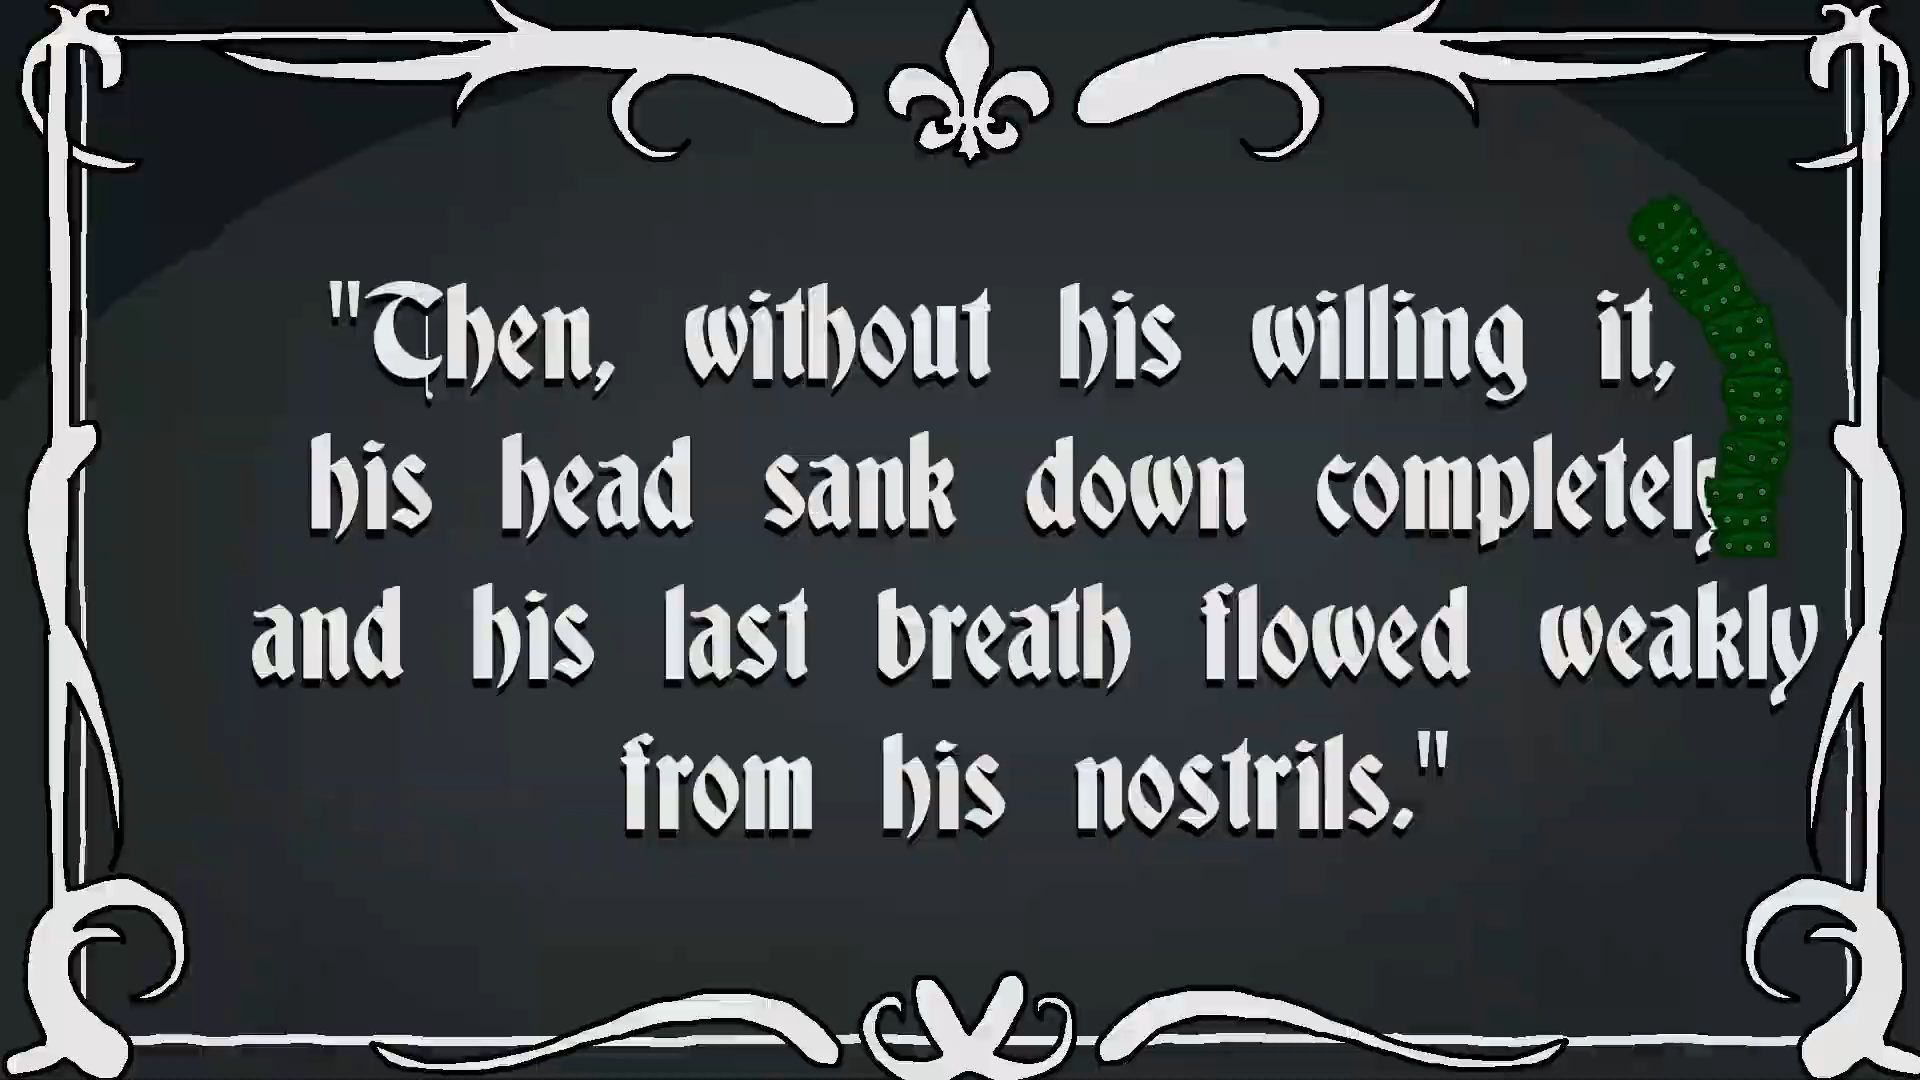 "Then, without his willing it,
his head sank down completely
and his last breath flowed weakly
from his nostrils."